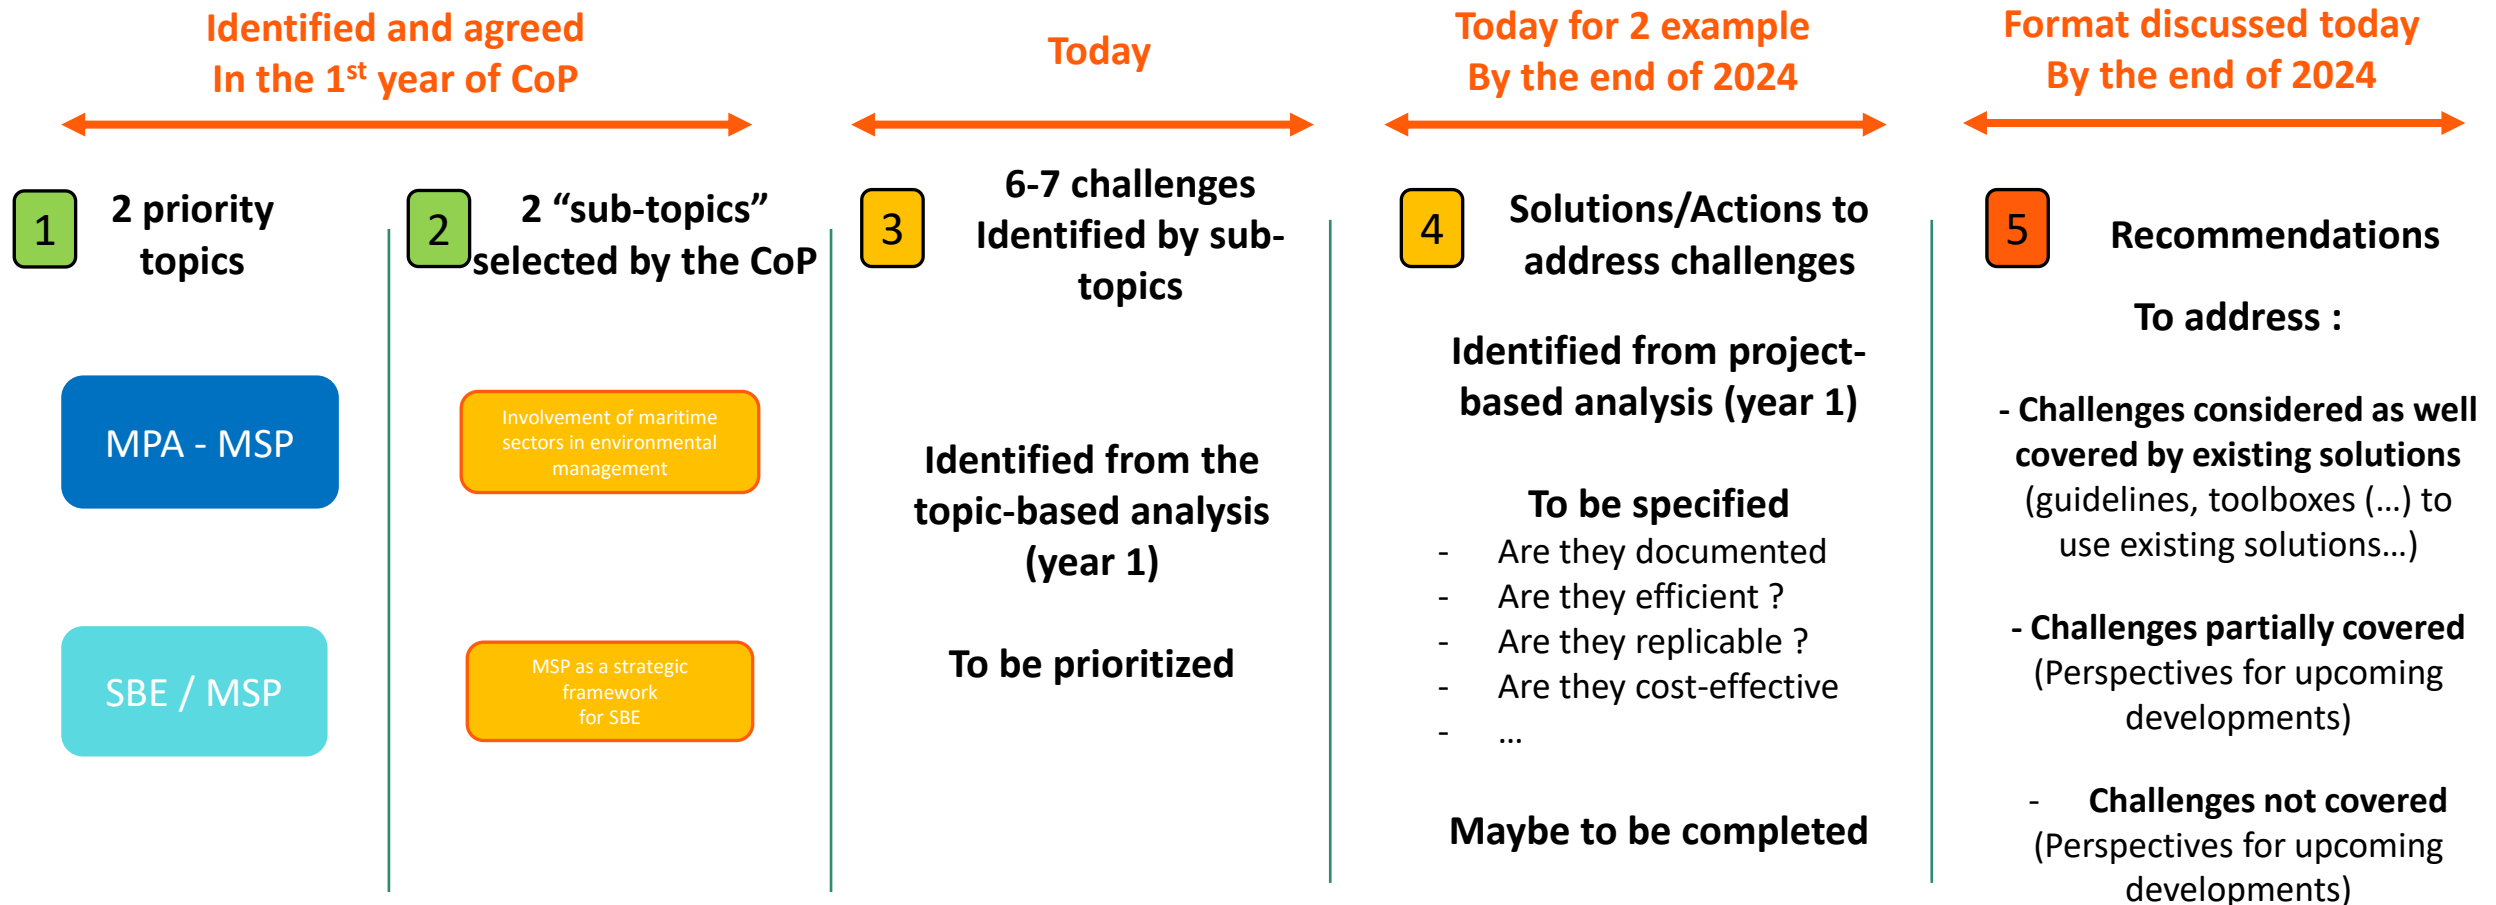 Identified and agreed
In the 1st year of CoP
Today
Today for 2 example
By the end of 2024
Format discussed today
By the end of 2024
1
2 priority
topics
MPA - MSP
SBE / MSP
2
2 “sub-topics”
selected by the CoP
Involvement of maritime
sectors in environmental
management
MSP as a strategic
framework
for SBE
3
6-7 challenges
Identified by sub-
topics
Identified from the
topic-based analysis
(year 1)
To be prioritized
4
Solutions/Actions to
address challenges
Identified from project-
based analysis (year 1)
To be specified
- Are they documented
- Are they efficient ?
- Are they replicable ?
- Are they cost-effective
- …
Maybe to be completed
5
Recommendations
To address :
- Challenges considered as well
covered by existing solutions
(guidelines, toolboxes (…) to
use existing solutions…)
- Challenges partially covered
(Perspectives for upcoming
developments)
- Challenges not covered
(Perspectives for upcoming
developments)